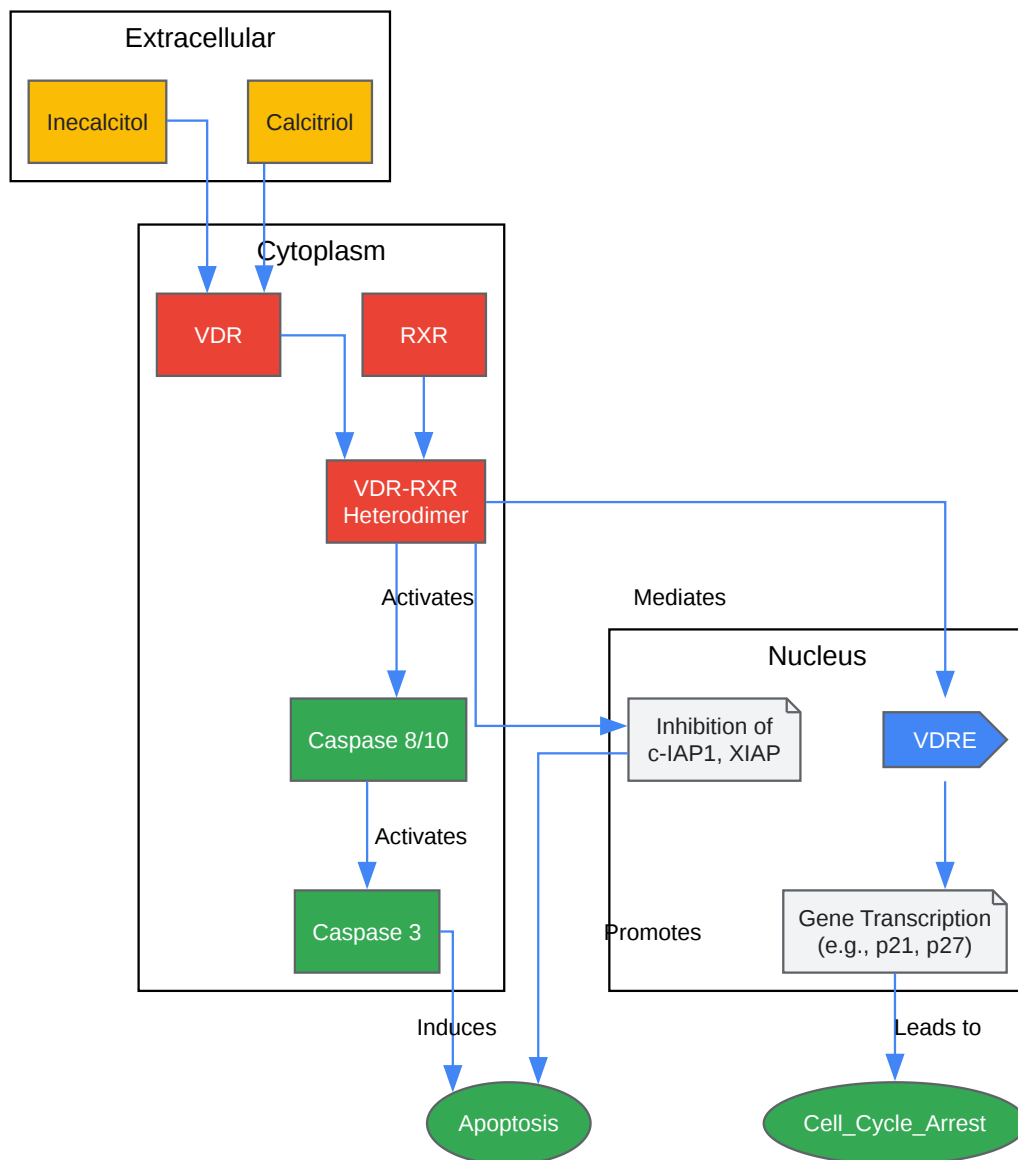 Extracellular
Inecalcitol
Calcitriol
Cytoplasm
VDR
RXR
VDR-RXR
Heterodimer
Activates
Mediates
Nucleus
Caspase 8/10
Inhibition of
c-IAP1, XIAP
VDRE
Activates
Caspase 3
Promotes
Gene Transcription
(e.g., p21, p27)
Induces
Leads to
Apoptosis
Cell_Cycle_Arrest